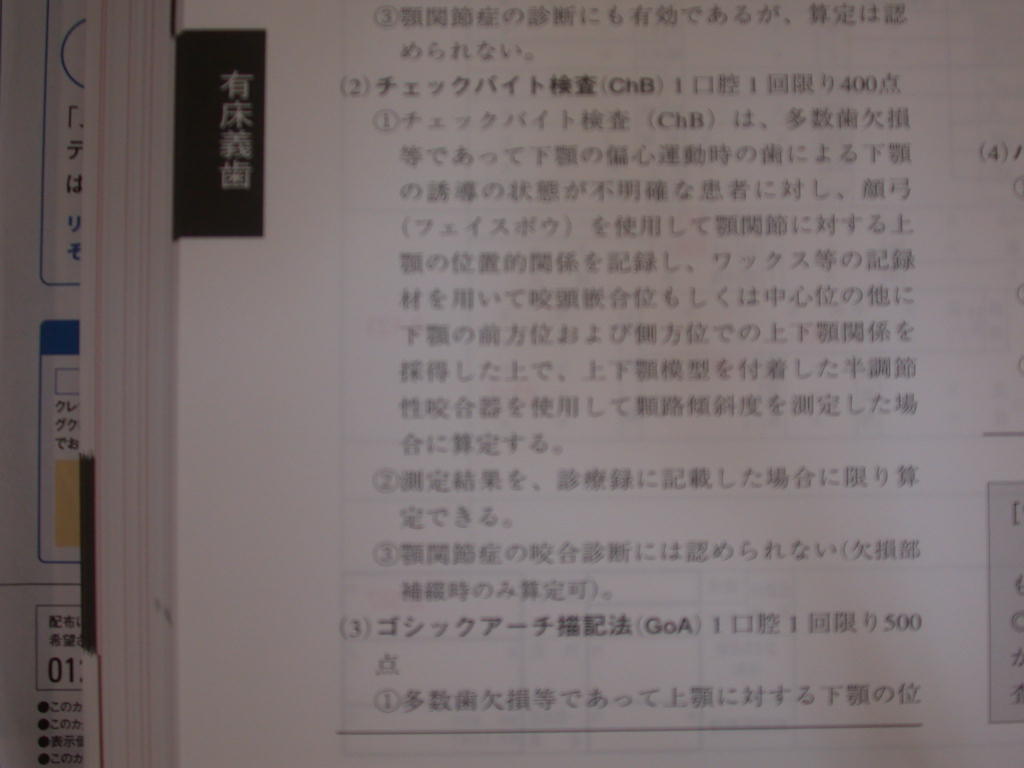 ③顎関節症の診断にも有効であるが、算定は認
められない。
(2)チェックバイト検査(ChB)1口腔1回限り400点
①チェックバイト検査(ChB)は、多数歯欠損
等であって下顎の偏心運動時の歯による下顎
の誘導の状態が不明確な患者に対し、顔弓
(フェイスボウ)を使用して顎関節に対する上
顎の位置的関係を記録し、ワックス等の記録
材を用いて咬頭嵌合位もしくは中心位の他に
下顎の前方位および側方位での上下顎関係を
採得した上で、上下顎模型を付着した半調節
性咬合器を使用して顆路傾斜度を測定した場
合に算定する。
②測定結果を、診療録に記載した場合に限り算
定できる。
③顎関節症の咬合診断には認められない(欠損部
補綴時のみ算定可)。
(3)ゴシックアーチ描記法(GoA)1口腔1回限り500
点
①多数歯欠損等であって上顎に対する下顎の位
有床義歯
デ
は
リ
そ
クレ
グク
でお
配布
希望
01
●このカ
●このカ
●表示
●このカ
(4)
か
査